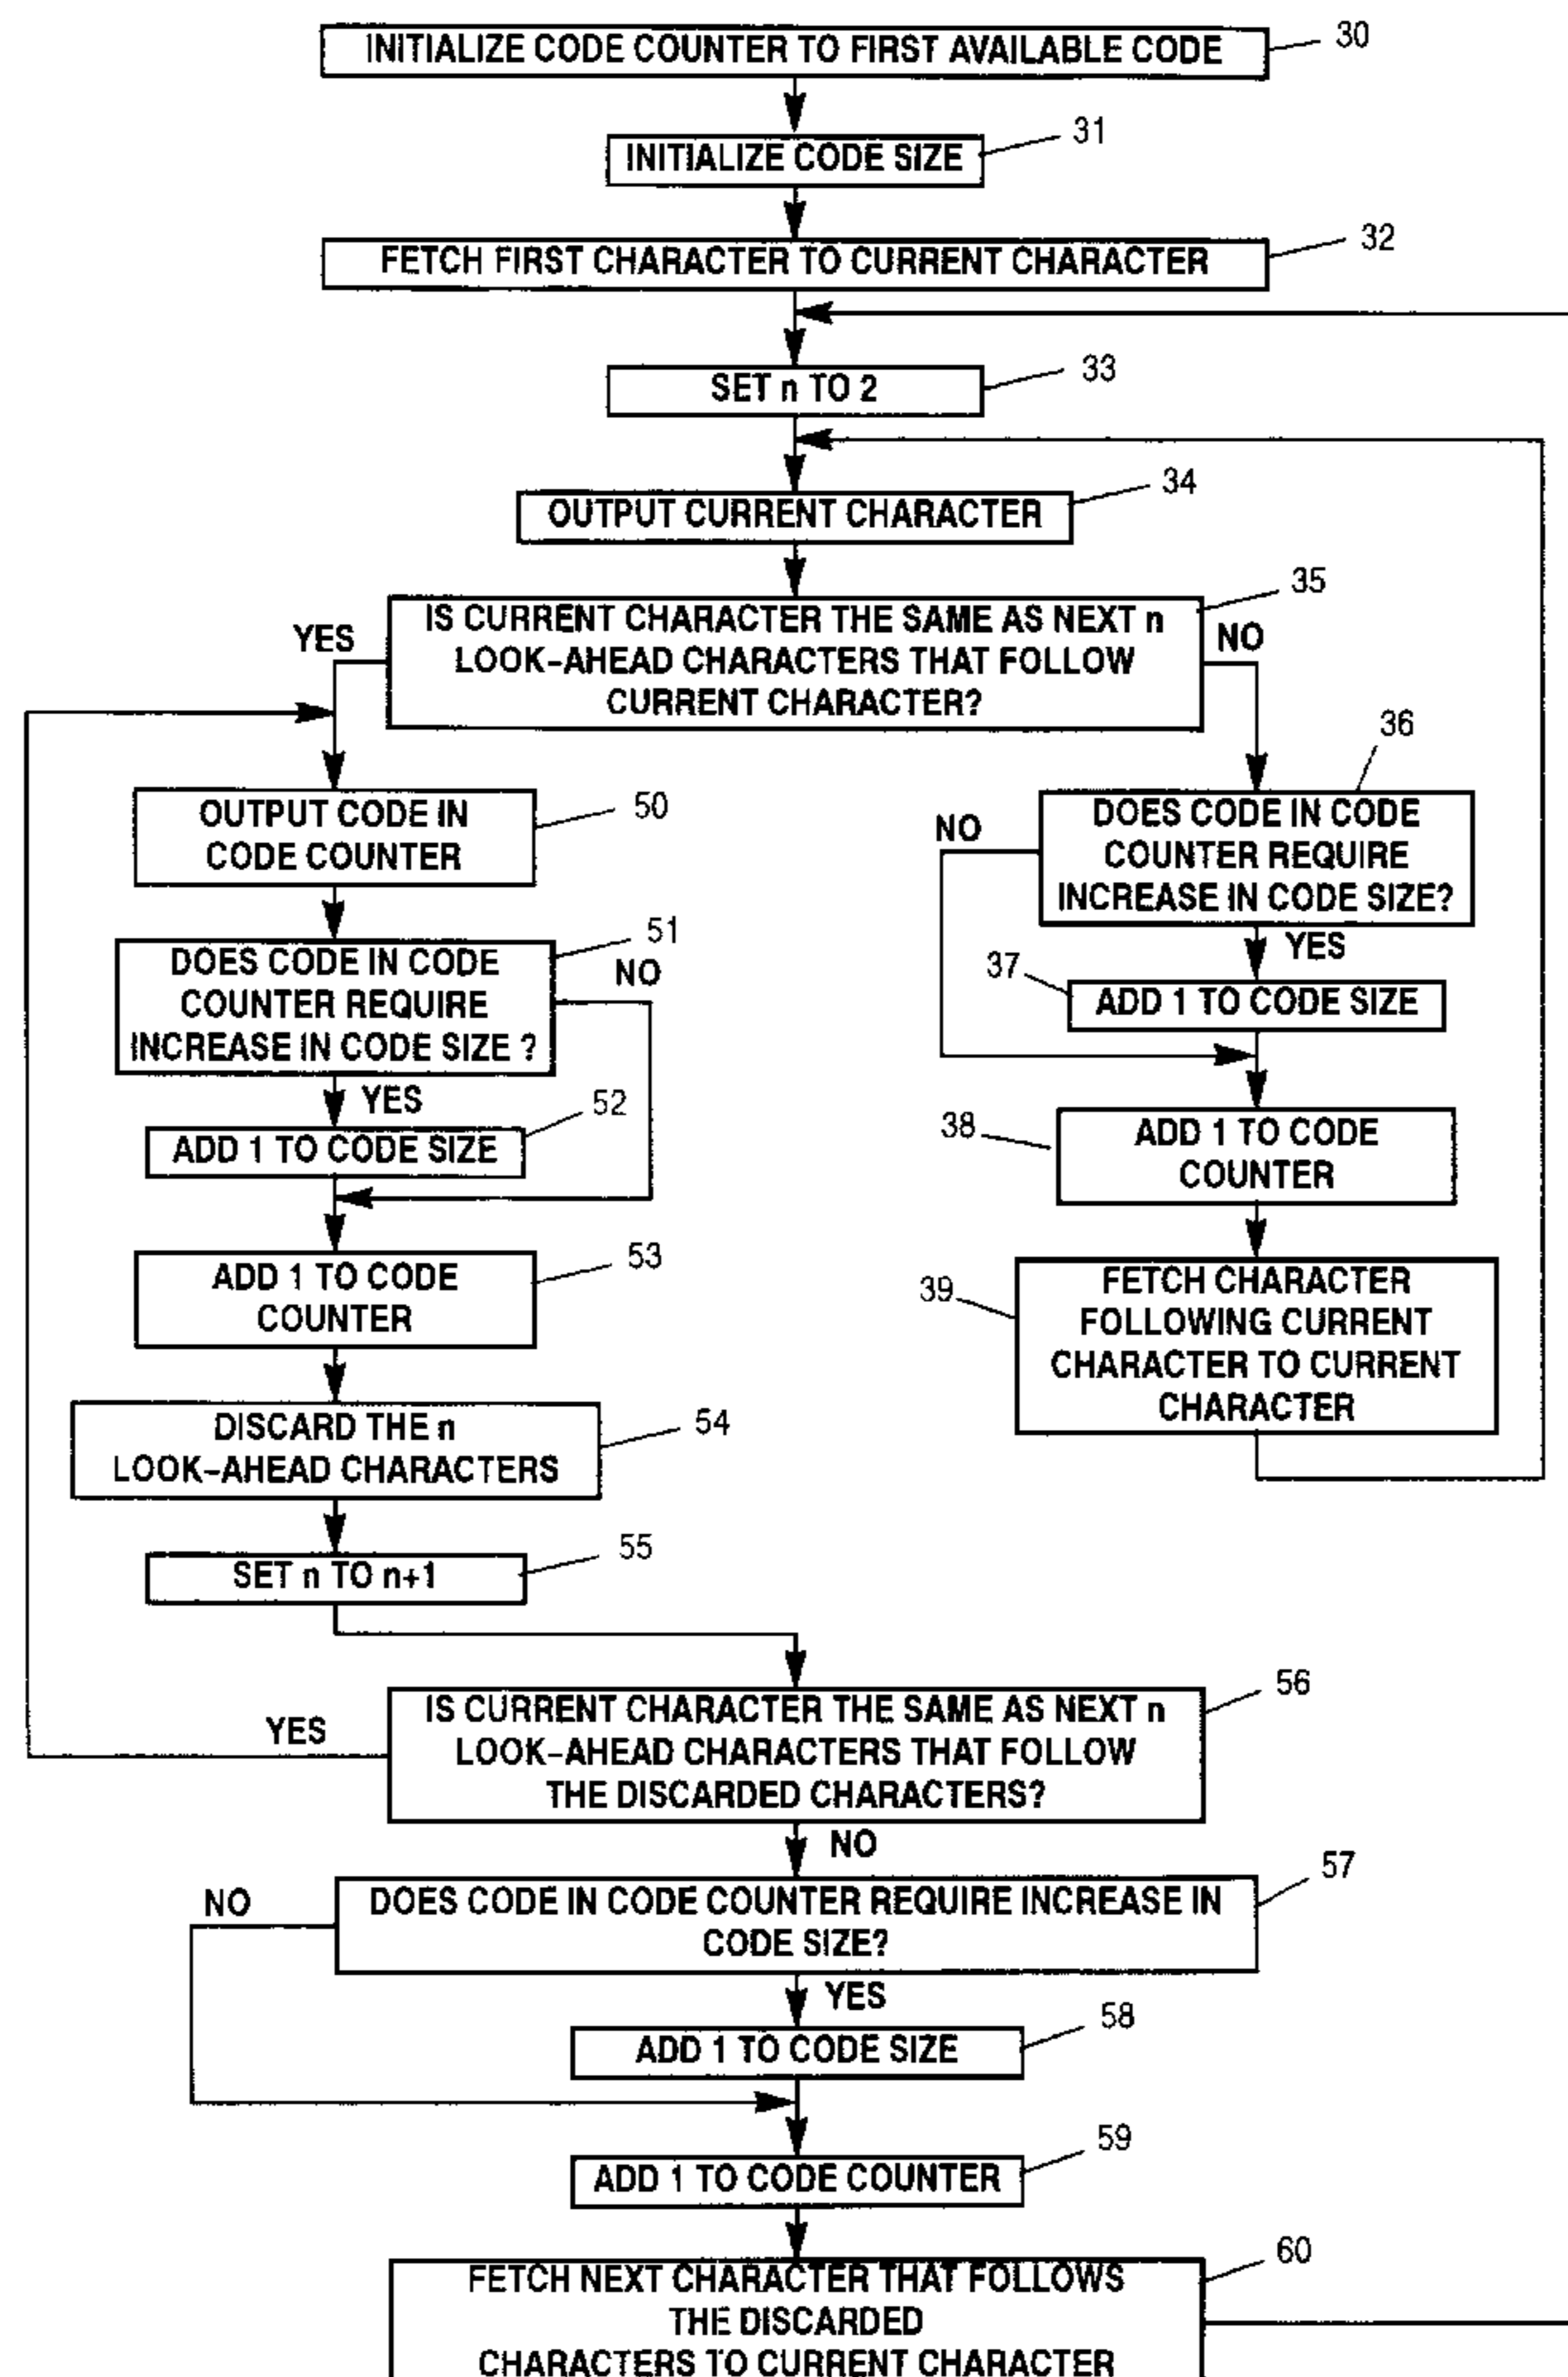 INITIALIZE CODE COUNTER TO FIRST AVAILABLE CODE
30
INITIALIZE CODE SIZE
31
FETCH FIRST CHARACTER TO CURRENT CHARACTER
32
SET n TO 2
33
OUTPUT CURRENT CHARACTER
34
IS CURRENT CHARACTER THE SAME AS NEXT n
LOOK-AHEAD CHARACTERS THAT FOLLOW
CURRENT CHARACTER?
35
YES
NO
36
DOES CODE IN CODE
COUNTER REQUIRE
INCREASE IN CODE SIZE?
NO
YES
37
ADD 1 TO CODE SIZE
38
ADD 1 TO CODE
COUNTER
39
FETCH CHARACTER
FOLLOWING CURRENT
CHARACTER TO CURRENT
CHARACTER
OUTPUT CODE IN
CODE COUNTER
50
DOES CODE IN CODE
COUNTER REQUIRE
INCREASE IN CODE SIZE ?
51
NO
YES
ADD 1 TO CODE SIZE
52
ADD 1 TO CODE
COUNTER
53
DISCARD THE n
LOOK-AHEAD CHARACTERS
54
SET n TO n+1
55
IS CURRENT CHARACTER THE SAME AS NEXT n
LOOK-AHEAD CHARACTERS THAT FOLLOW
THE DISCARDED CHARACTERS?
56
YES
NO
DOES CODE IN CODE COUNTER REQUIRE INCREASE IN
CODE SIZE?
57
NO
YES
ADD 1 TO CODE SIZE
58
ADD 1 TO CODE COUNTER
59
FETCH NEXT CHARACTER THAT FOLLOWS
THE DISCARDED
CHARACTERS TO CURRENT CHARACTER
60